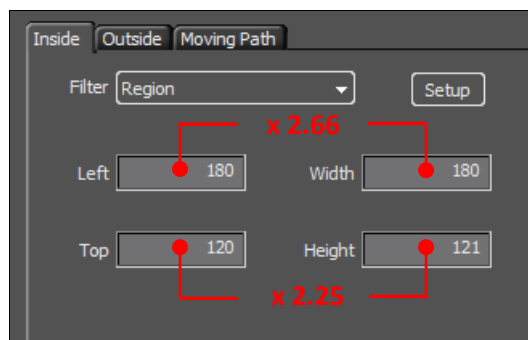 Inside Outside Moving Path
Filter Region Setup
x 2.66
Left 180 Width 180
Top 120 Height 121
x 2.25